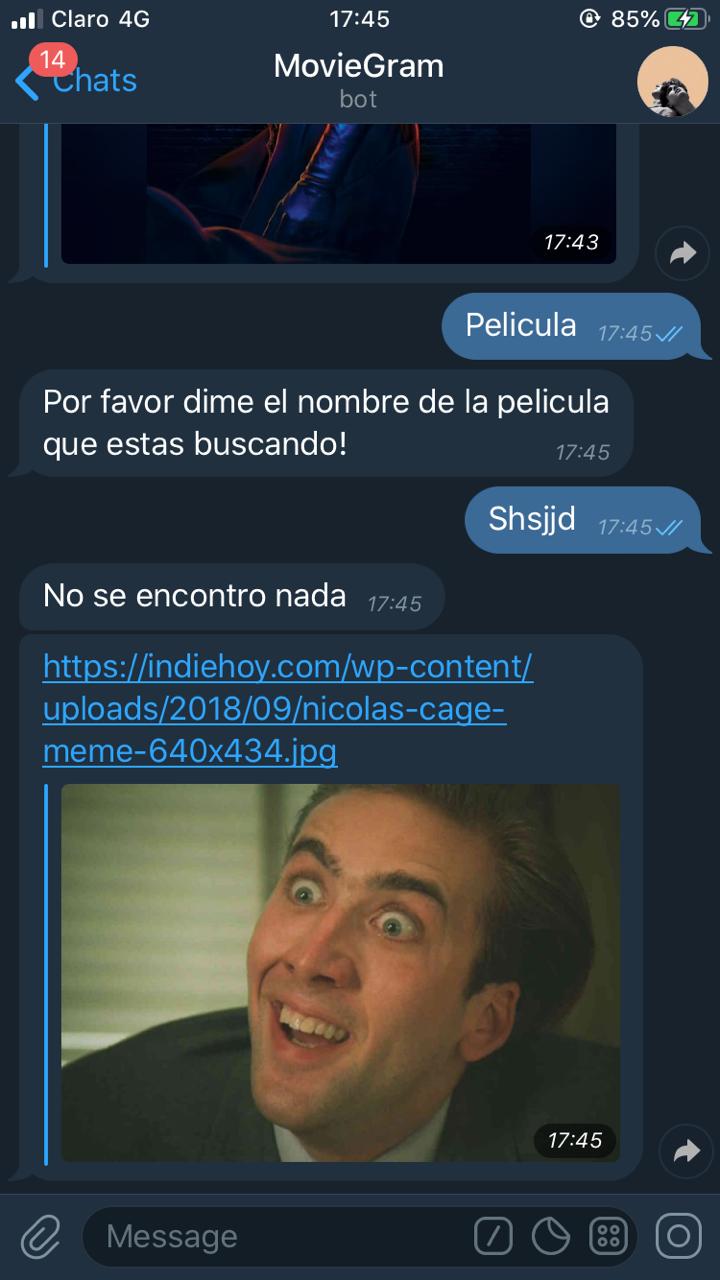 Claro 4G 17:45 85%
14
Chats
MovieGram
bot
17:43
Pelicula 17:45
Por favor dime el nombre de la pelicula
que estas buscando! 17:45
Shsjjd 17:45
No se encontro nada 17:45
https://indiehoy.com/wp-content/
uploads/2018/09/nicolas-cage-
meme-640x434.jpg
17:45
Message